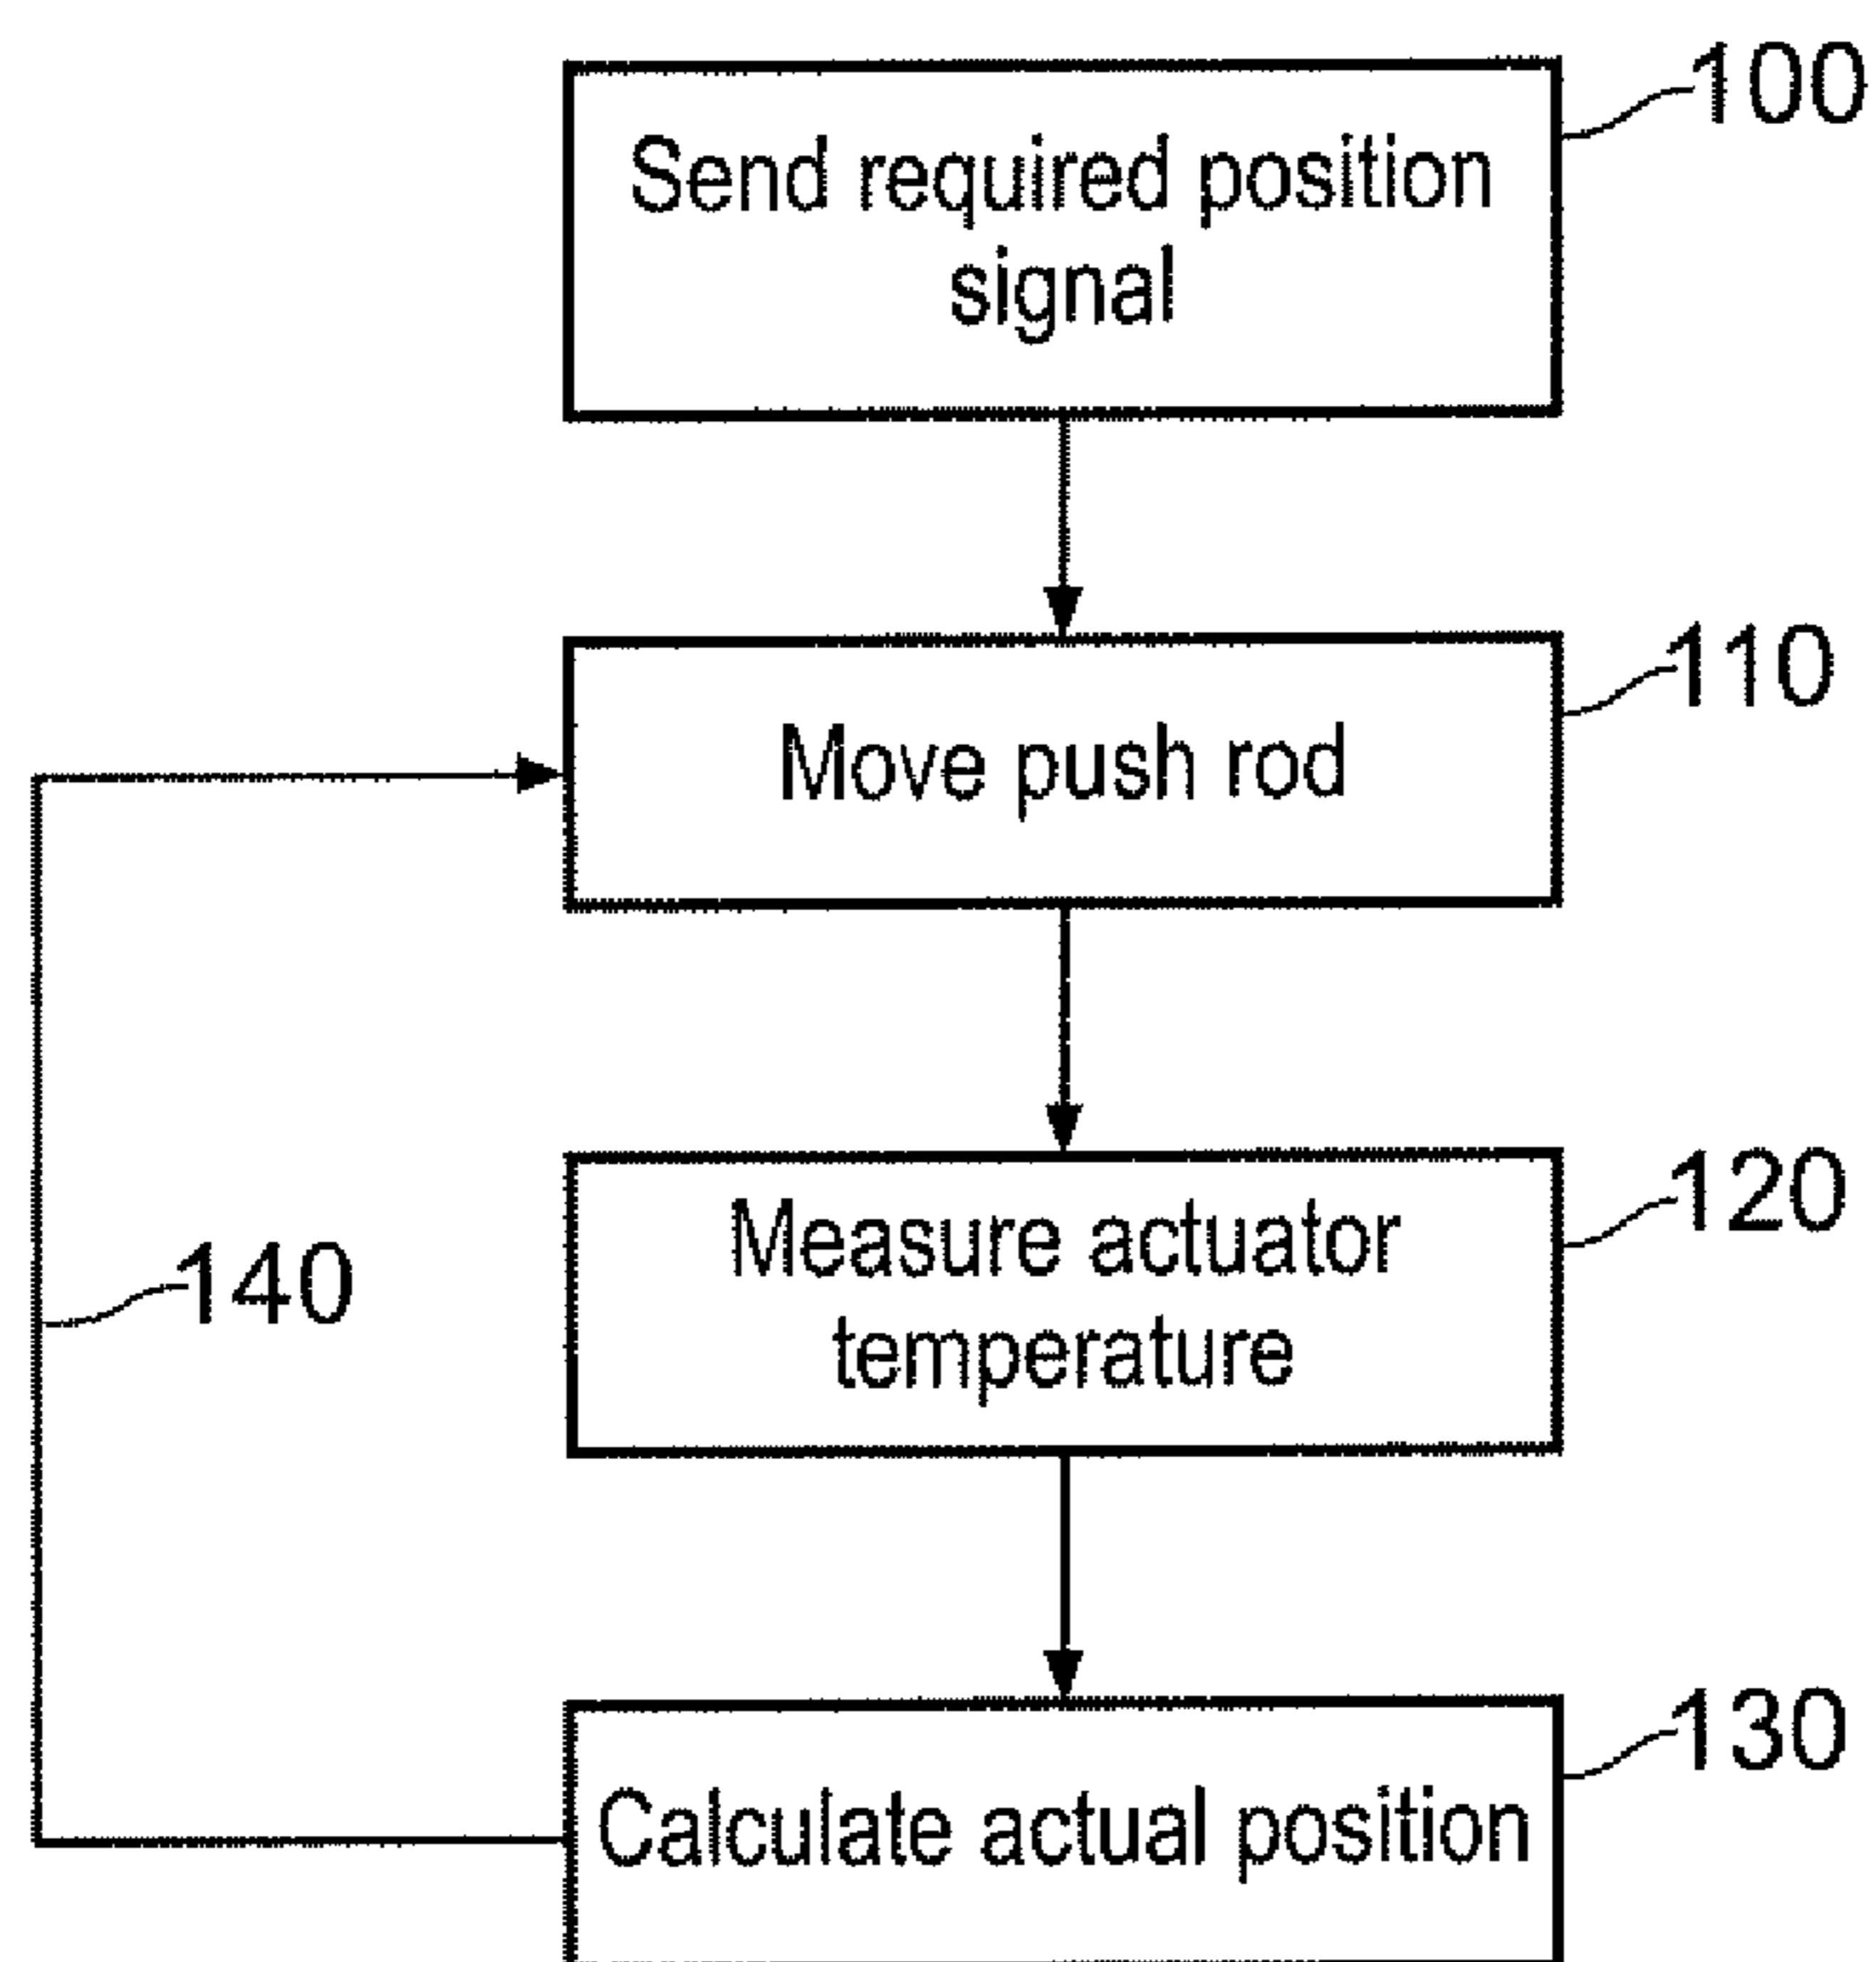 100
Send required position
signal
110
Move push rod
120
Measure actuator
temperature
140
130
Calculate actual position